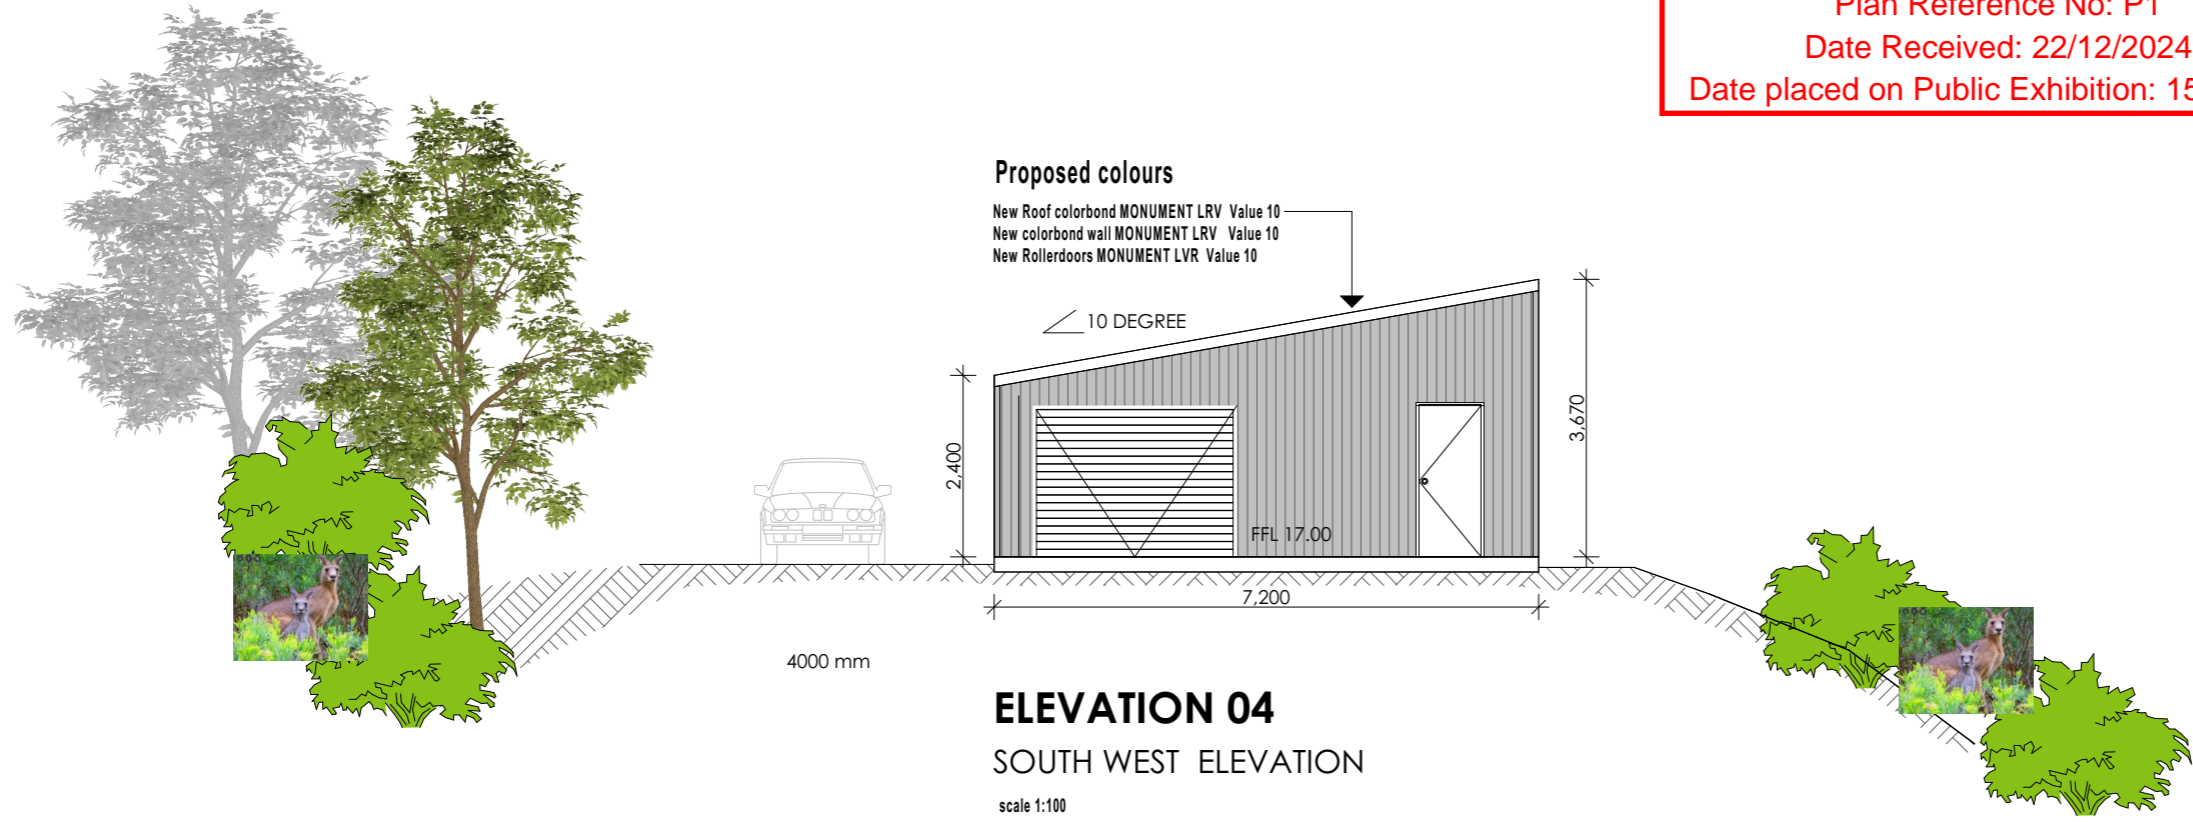 Plan Reference No: P1
Date Received: 22/12/2024
Date placed on Public Exhibition: 15
Proposed colours
New Roof colorbond MONUMENT LRV Value 10
New colorbond wall MONUMENT LRV Value 10
New Rollerdoors MONUMENT LVR Value 10
10 DEGREE
2,400
3,670
FFL 17.00
7,200
4000 mm
ELEVATION 04
SOUTH WEST ELEVATION
scale 1:100